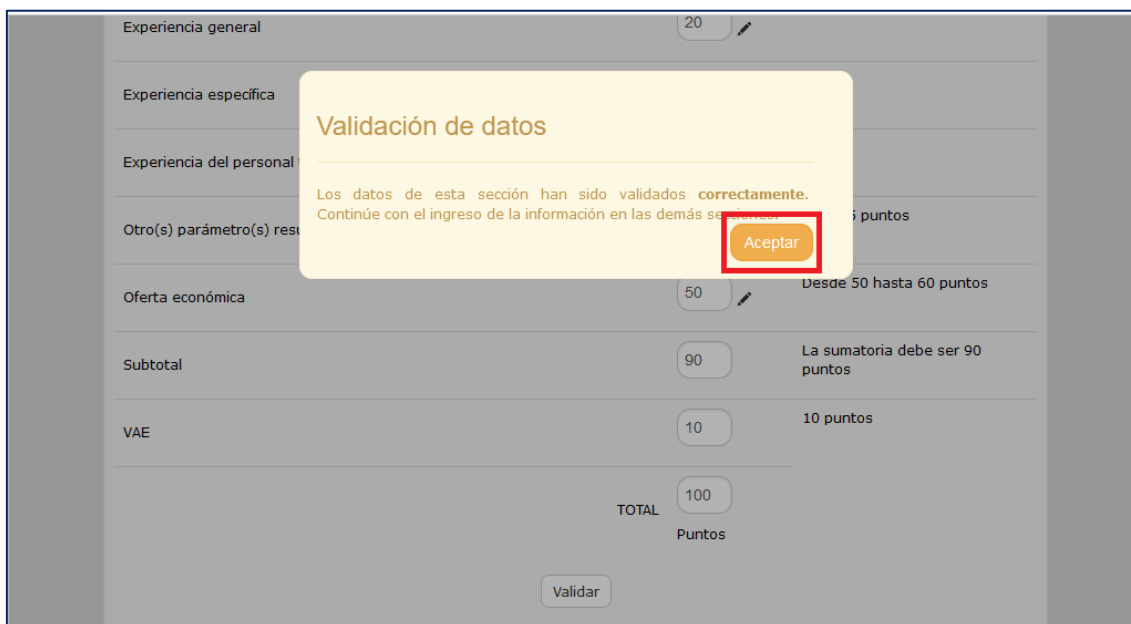 Experiencia general
20
Experiencia específica
Validación de datos
Experiencia del personal
Los datos de esta sección han sido validados correctamente.
Continúe con el ingreso de la información en las demás secciones.
Otro(s) parámetro(s)
puntos
Aceptar
Oferta económica
50
Desde 50 hasta 60 puntos
Subtotal
90
La sumatoria debe ser 90
puntos
VAE
10
10 puntos
TOTAL
100
Puntos
Validar